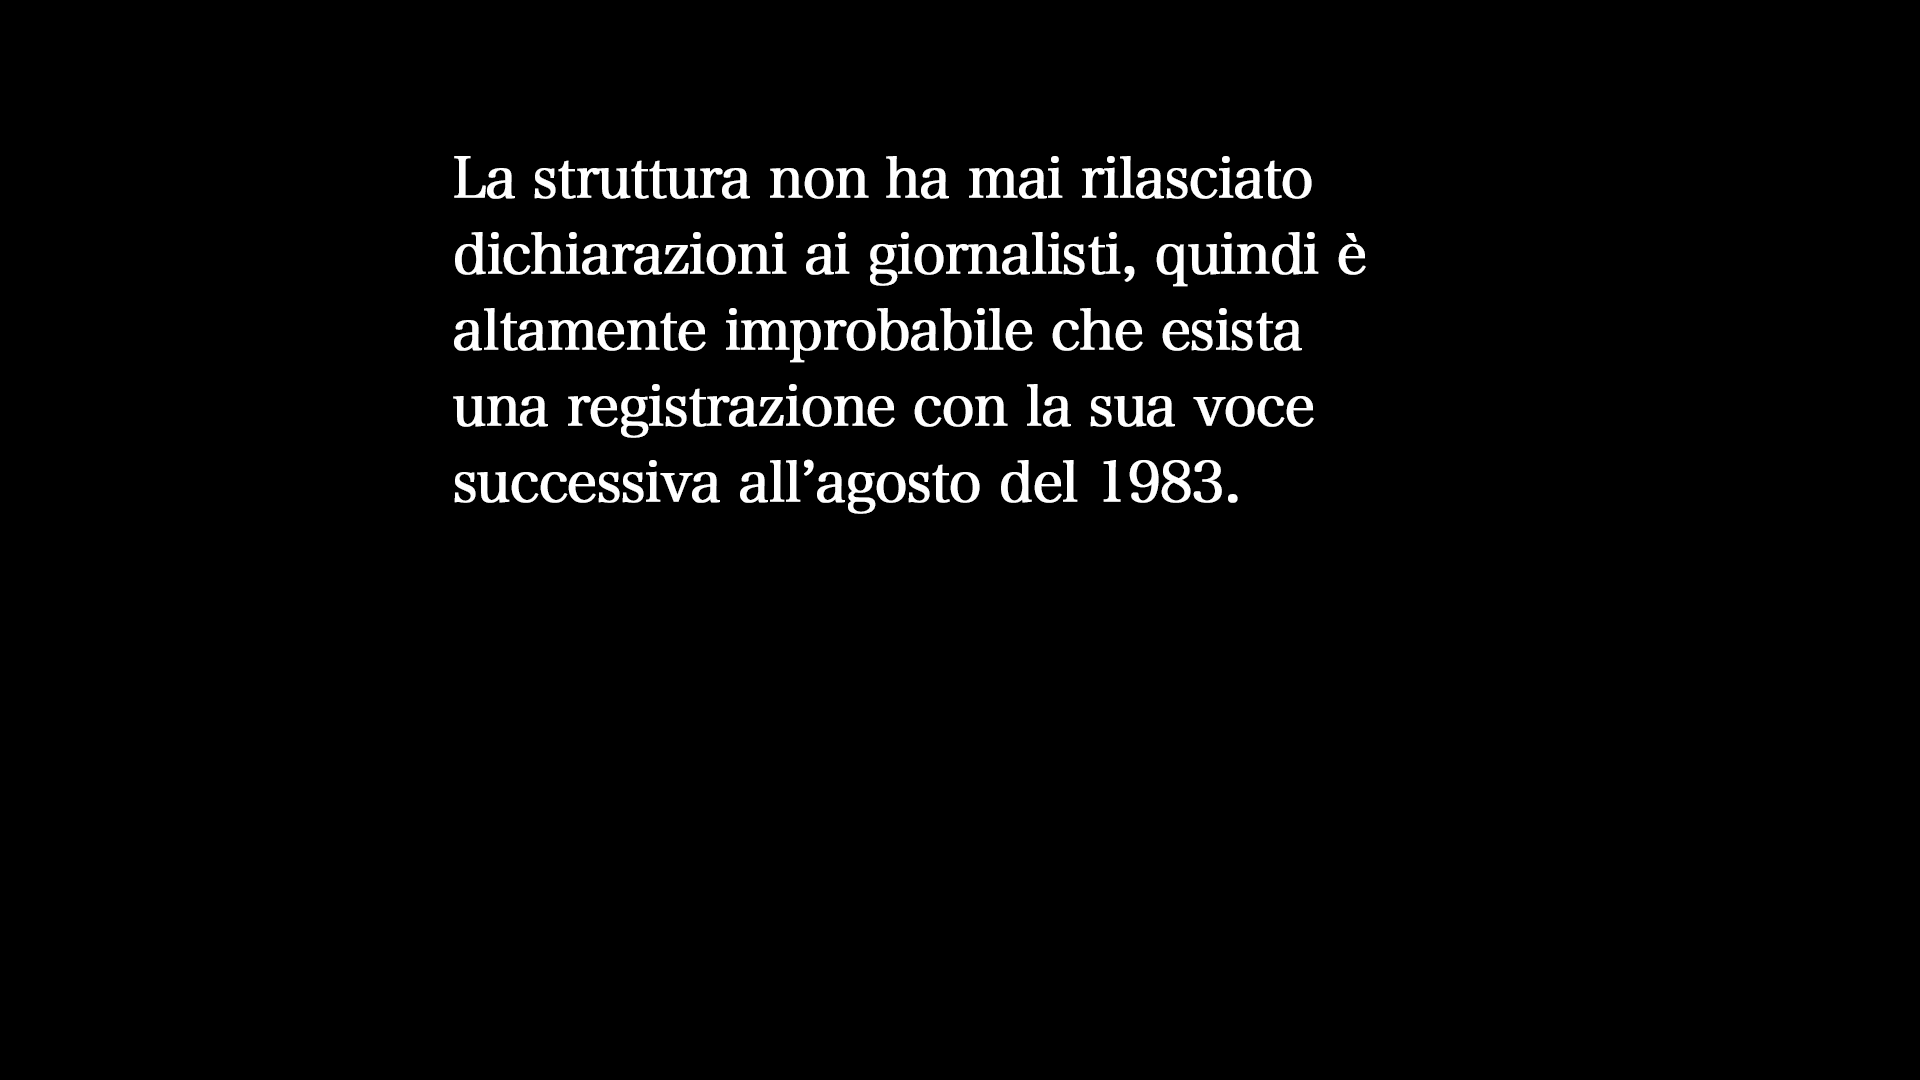 La struttura non ha mai rilasciato
dichiarazioni ai giornalisti, quindi è
altamente improbabile che esista
una registrazione con la sua voce
successiva all’agosto del 1983.